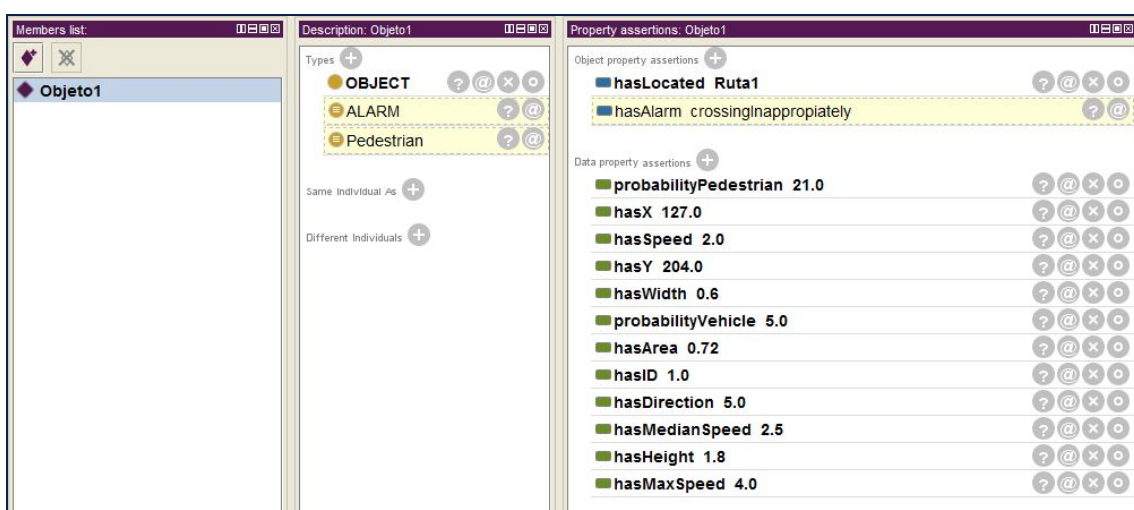 Members list:
Objeto1
Description: Objeto1
Types
OBJECT
ALARM
Pedestrian
Same Individual As
Different Individuals
Property assertions: Objeto1
Object property assertions
hasLocated Ruta1
hasAlarm crossingInappropiately
Data property assertions
probabilityPedestrian 21.0
hasX 127.0
hasSpeed 2.0
hasY 204.0
hasWidth 0.6
probabilityVehicle 5.0
hasArea 0.72
hasID 1.0
hasDirection 5.0
hasMedianSpeed 2.5
hasHeight 1.8
hasMaxSpeed 4.0